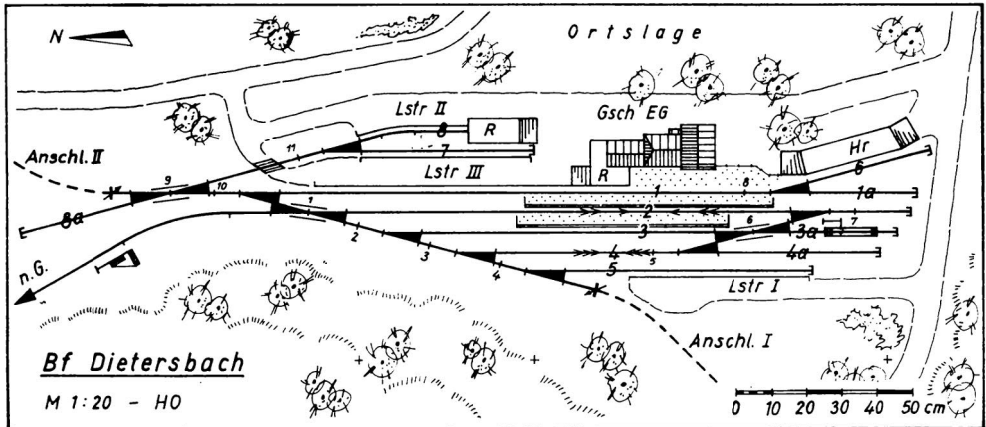 N
Ortslage
Lstr II
Gsch EG
8
R
11
7
Anschl. II
Lstr III
R
Hr
6
9
10
1
8
1a
8a
1
2
7
2
3
6
3a
n.G.
3
4
5
4a
4
5
Lstr I
Anschl. I
Bf Dietersbach
M 1:20 - HO
0 10 20 30 40 50 cm